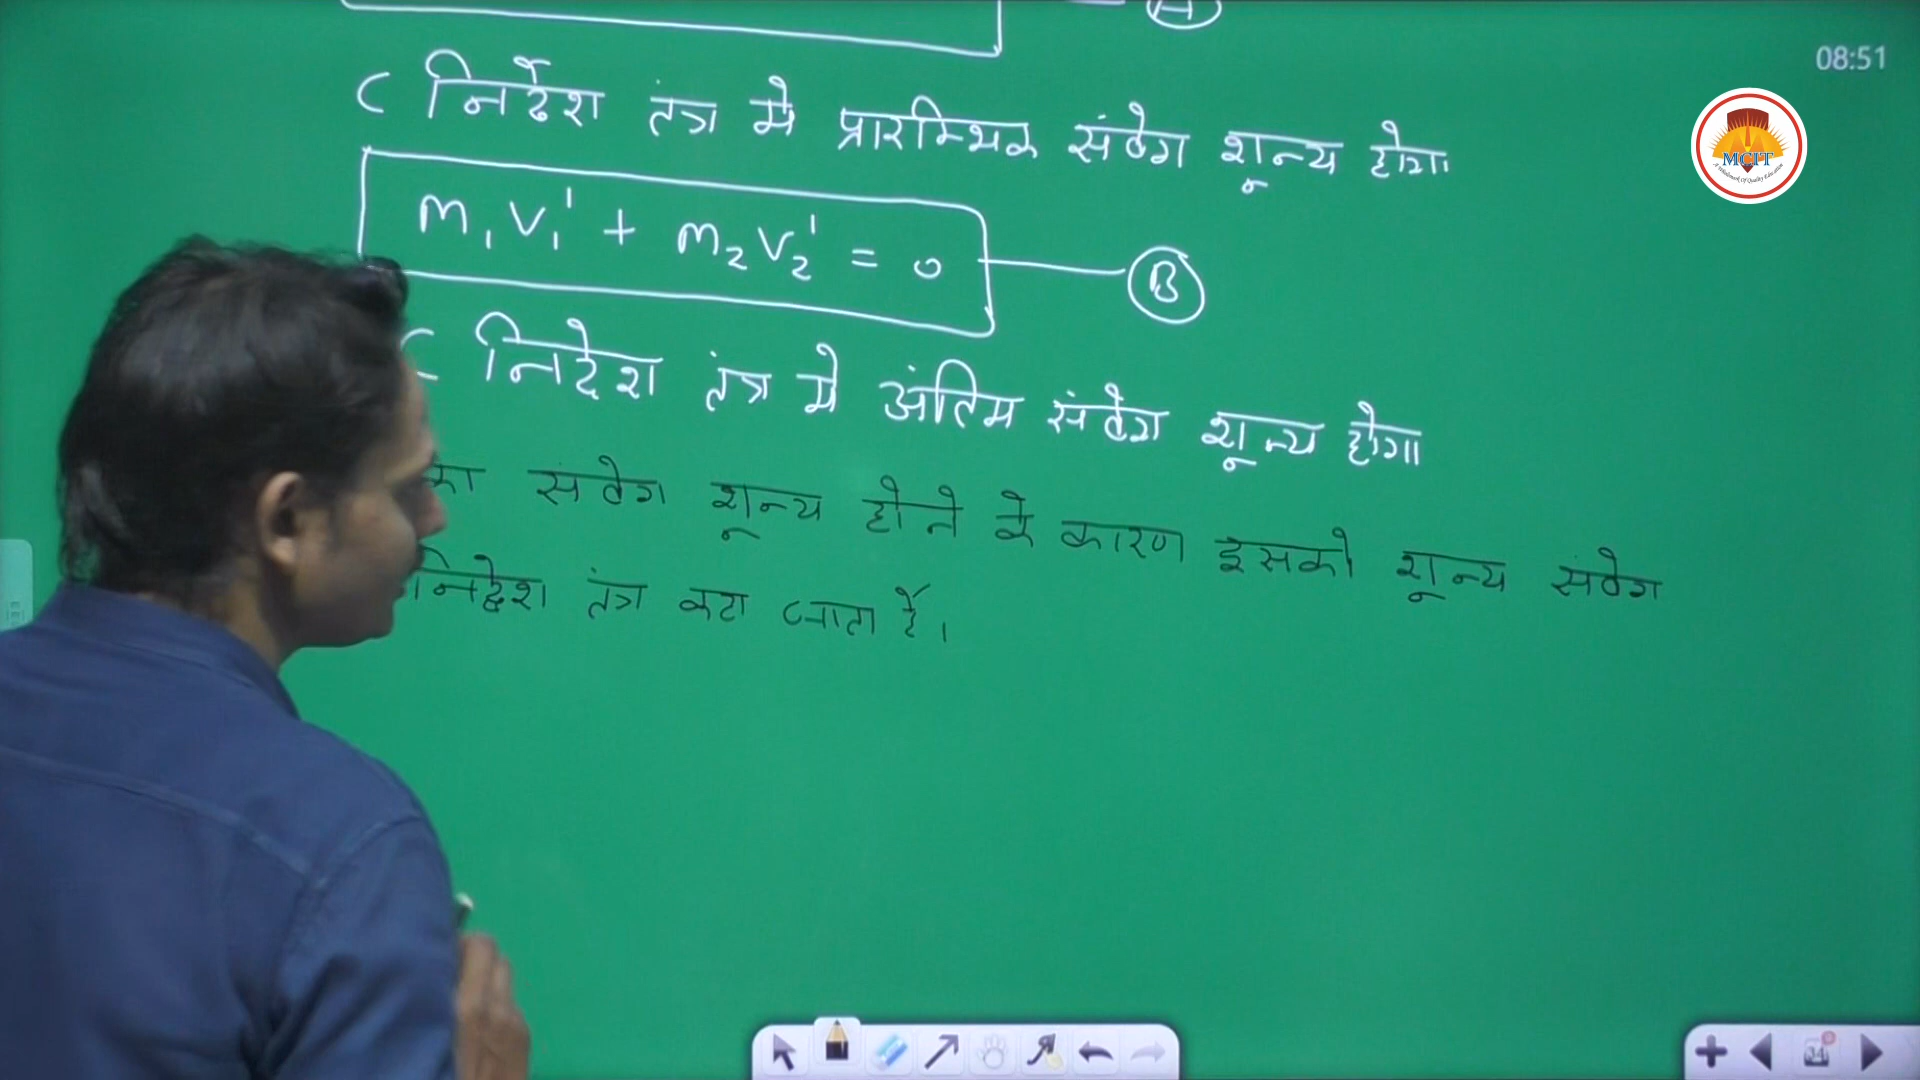 A
08:51
C निर्देश तंत्र में प्रारम्भिक संवेग शून्य होगा
MCIT
m₁v₁' + m₂v₂' = 0 B
C निदेश तंत्र में अंतिम संवेग शून्य होगा
का संवेग शून्य होने के कारण इसको शून्य संवेग
निद्देश तंत्र कहा जाता है।